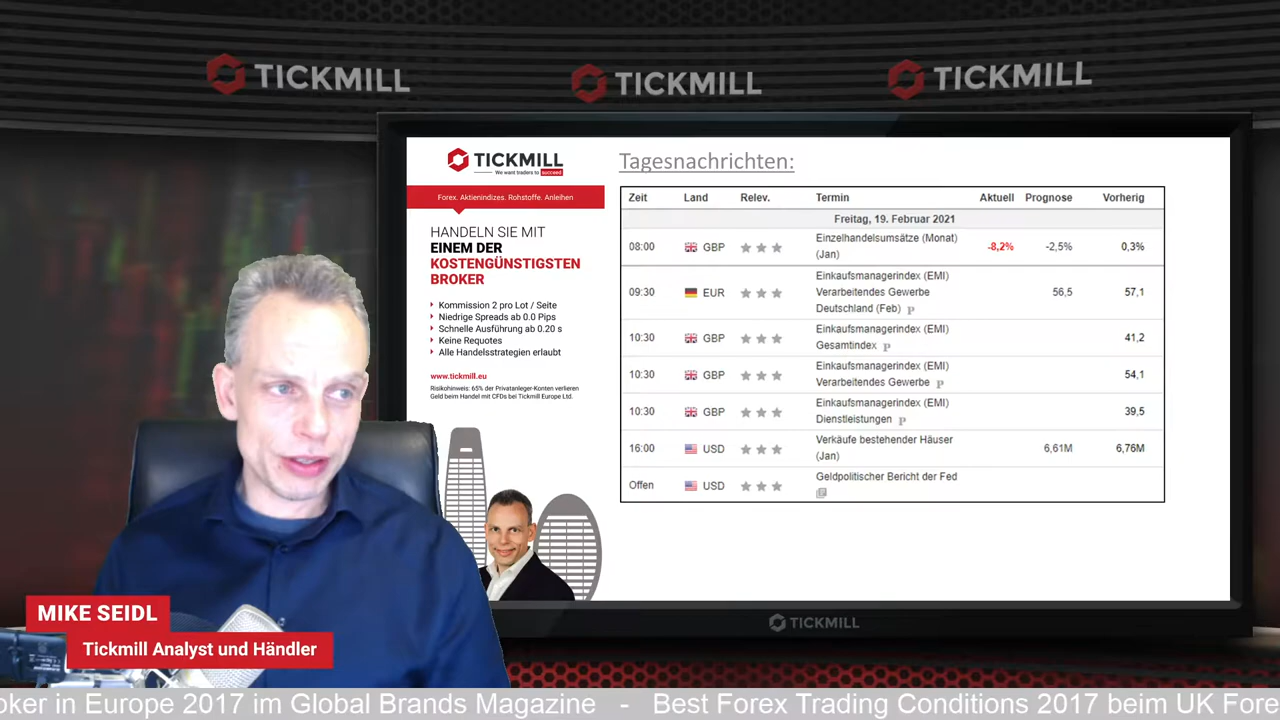 TICKMILL
TICKMILL
TICKMILL
TICKMILL
We want traders to succeed
Forex. Aktienindizes. Rohstoffe. Anleihen
HANDELN SIE MIT
EINEM DER
KOSTENGÜNSTIGSTEN
BROKER
Kommission 2 pro Lot / Seite
Niedrige Spreads ab 0.0 Pips
Schnelle Ausführung ab 0.20 s
Keine Requotes
Alle Handelsstrategien erlaubt
www.tickmill.eu
Risikohinweis: 65% der Privatanleger-Konten verlieren
Geld beim Handel mit CFDs bei Tickmill Europe Ltd.
Tagesnachrichten:
Zeit Land Relev. Termin Aktuell Prognose Vorherig
Freitag, 19. Februar 2021
08:00 GBP Einzelhandelsumsätze (Monat) (Jan) -8,2% -2,5% 0,3%
09:30 EUR Einkaufsmanagerindex (EMI) Verarbeitendes Gewerbe Deutschland (Feb) P 56,5 57,1
10:30 GBP Einkaufsmanagerindex (EMI) Gesamtindex P 41,2
10:30 GBP Einkaufsmanagerindex (EMI) Verarbeitendes Gewerbe P 54,1
10:30 GBP Einkaufsmanagerindex (EMI) Dienstleistungen P 39,5
16:00 USD Verkäufe bestehender Häuser (Jan) 6,61M 6,76M
Offen USD Geldpolitischer Bericht der Fed
TICKMILL
MIKE SEIDL
Tickmill Analyst und Händler
oker in Europe 2017 im Global Brands Magazine - Best Forex Trading Conditions 2017 beim UK Fore